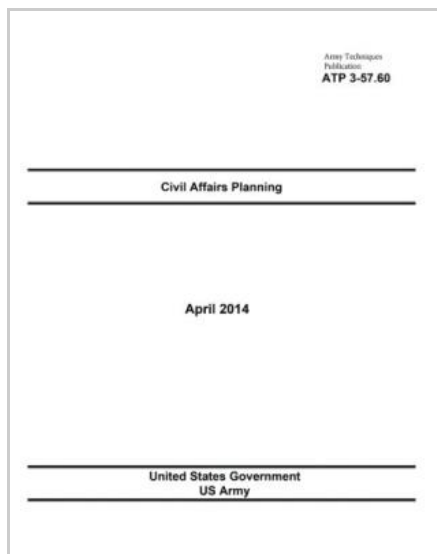 Army Techniques
Publication
ATP 3-57.60
Civil Affairs Planning
April 2014
United States Government
US Army